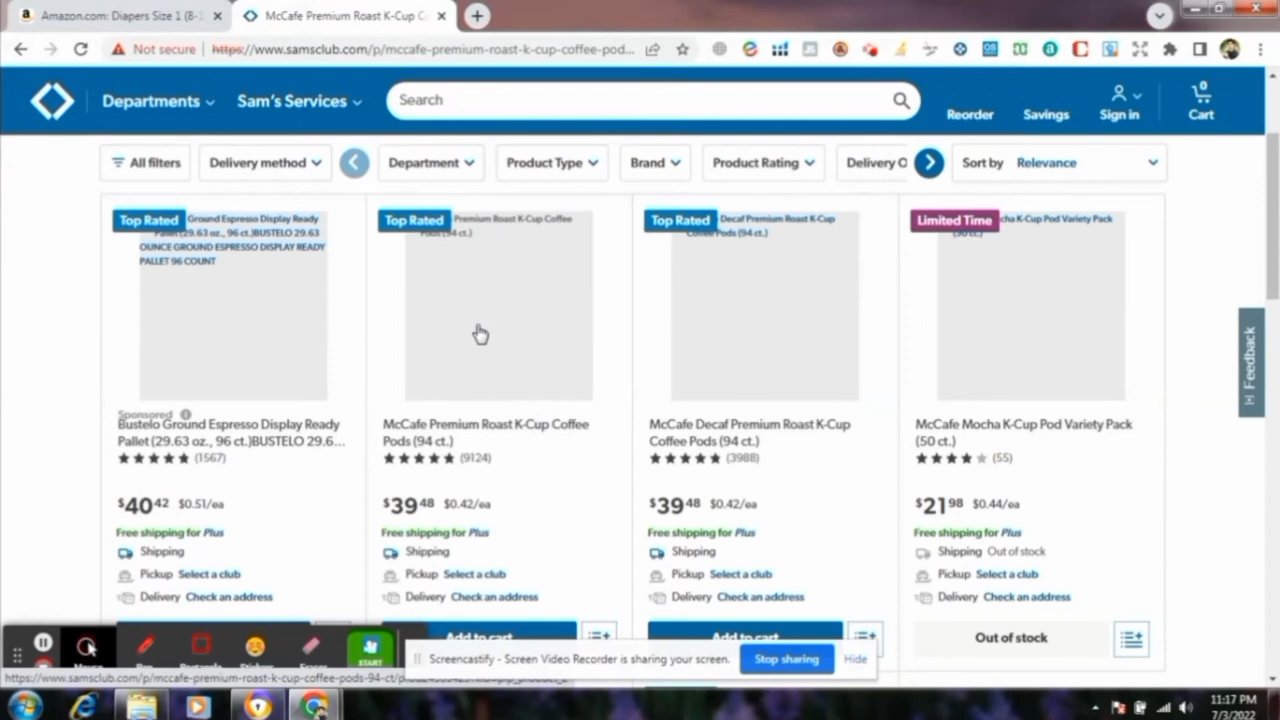 Amazon.com: Diapers Size 1 (8-1
McCafe Premium Roast K-Cup C
Not secure
https://www.samsclub.com/p/mccafe-premium-roast-k-cup-coffee-pod...
Departments
Sam's Services
Search
Reorder
Savings
Sign in
0
Cart
All filters
Delivery method
Department
Product Type
Brand
Product Rating
Delivery O
Sort by
Relevance
Top Rated
Ground Espresso Display Ready
(29.63 oz., 96 ct.)BUSTELO 29.63
OUNCE GROUND ESPRESSO DISPLAY READY
PALLET 96 COUNT
Top Rated
Premium Roast K-Cup Coffee
Pods (94 ct.)
Top Rated
Decaf Premium Roast K-Cup
Coffee Pods (94 ct.)
Limited Time
cha K-Cup Pod Variety Pack
(50 ct.)
Sponsored
Bustelo Ground Espresso Display Ready
Pallet (29.63 oz., 96 ct.)BUSTELO 29.6...
(1567)
$40 42 $0.51/ea
Free shipping for Plus
Shipping
Pickup Select a club
Delivery Check an address
McCafe Premium Roast K-Cup Coffee
Pods (94 ct.)
(9124)
$39 48 $0.42/ea
Free shipping for Plus
Shipping
Pickup Select a club
Delivery Check an address
Add to cart
McCafe Decaf Premium Roast K-Cup
Coffee Pods (94 ct.)
(3988)
$39 48 $0.42/ea
Free shipping for Plus
Shipping
Pickup Select a club
Delivery Check an address
Add to cart
McCafe Mocha K-Cup Pod Variety Pack
(50 ct.)
(55)
$21 98 $0.44/ea
Free shipping for Plus
Shipping Out of stock
Pickup Select a club
Delivery Check an address
Out of stock
Feedback
Mouse
Pen
Rectangle
Stickers
Eraser
START
Screencastify - Screen Video Recorder is sharing your screen.
Stop sharing
Hide
11:17 PM
7/3/2022